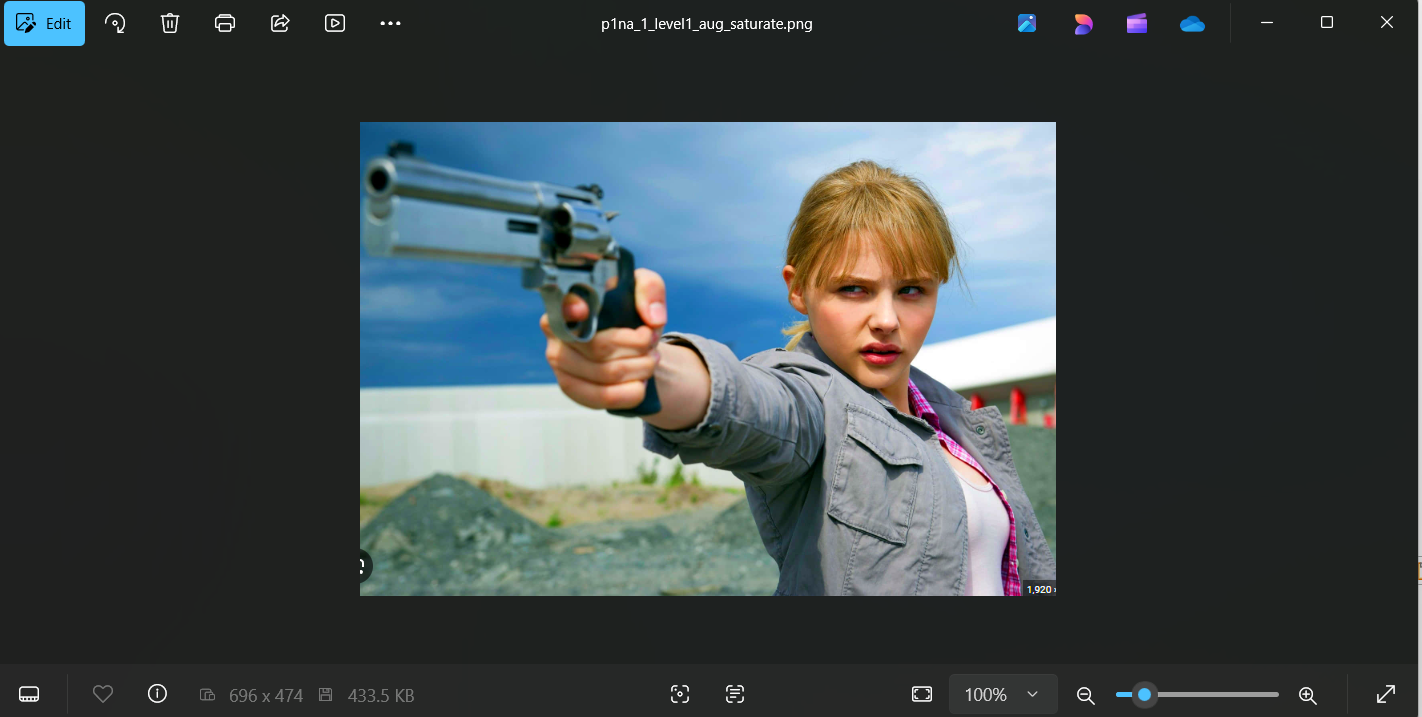 Edit
p1na_1_level1_aug_saturate.png
1,920
696 x 474
433.5 KB
100%